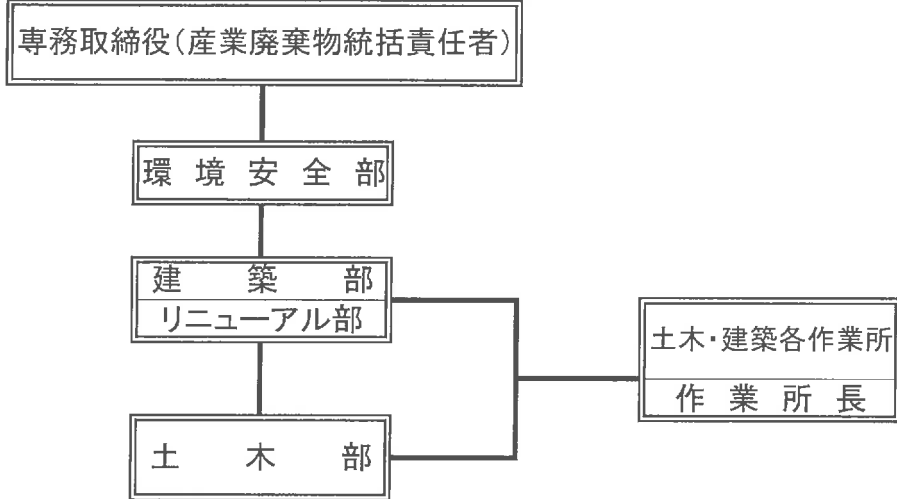 専務取締役(産業廃棄物統括責任者)
環境安全部
建築部
リニューアル部
土木・建築各作業所
作業所長
土木部